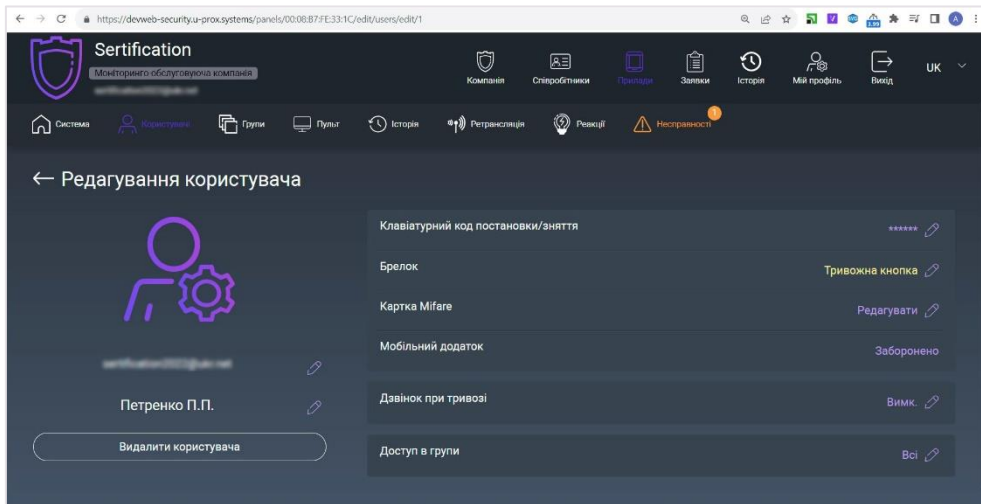 https://devweb-security.u-prox.systems/panels/00:08:B7:FE:33:1C/edit/users/edit/1
1.99
A
Sertification
Моніторинго обслуговуюча компанія
Компанія
Співробітники
Прилади
Заявки
Історія
Мій профіль
Вихід
UK
Система
Користувачі
Групи
Пульт
Історія
Ретрансляція
Реакції
Несправності
1
← Редагування користувача
Клавіатурний код постановки/зняття
******
Брелок
Тривожна кнопка
Картка Mifare
Редагувати
Мобільний додаток
Заборонено
Петренко П.П.
Дзвінок при тривозі
Вимк.
Видалити користувача
Доступ в групи
Всі